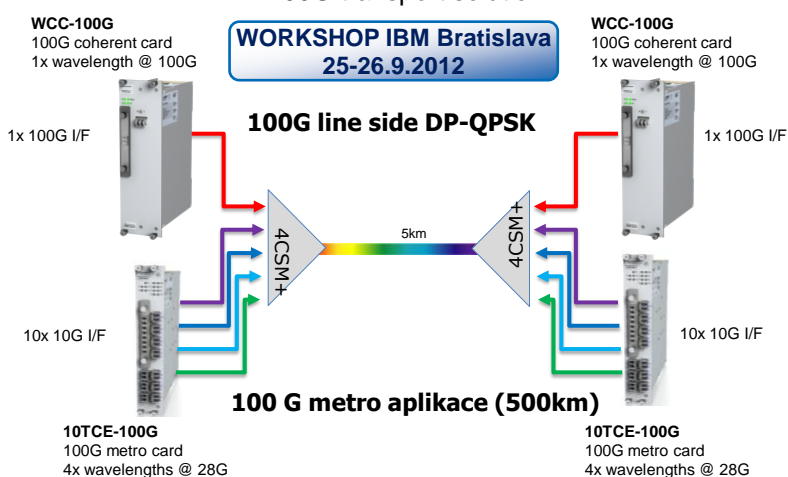 WCC-100G
100G coherent card
1x wavelength @ 100G
WORKSHOP IBM Bratislava
25-26.9.2012
WCC-100G
100G coherent card
1x wavelength @ 100G
1x 100G I/F
100G line side DP-QPSK
1x 100G I/F
4CSM+
5km
4CSM+
10x 10G I/F
10x 10G I/F
100 G metro aplikace (500km)
10TCE-100G
100G metro card
4x wavelengths @ 28G
10TCE-100G
100G metro card
4x wavelengths @ 28G